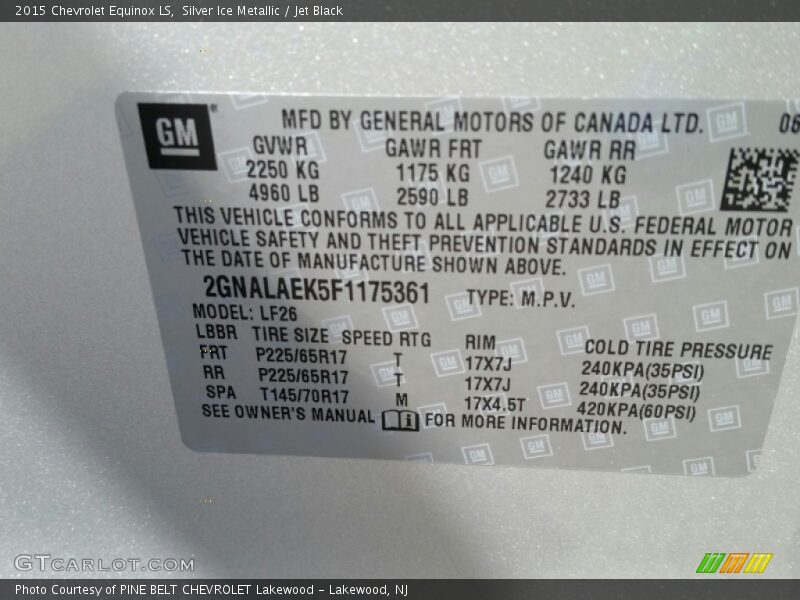 2015 Chevrolet Equinox LS, Silver Ice Metallic / Jet Black
GM
MFD BY GENERAL MOTORS OF CANADA LTD. 06
GVWR GAWR FRT GAWR RR
2250 KG 1175 KG 1240 KG
4960 LB 2590 LB 2733 LB
THIS VEHICLE CONFORMS TO ALL APPLICABLE U.S. FEDERAL MOTOR
VEHICLE SAFETY AND THEFT PREVENTION STANDARDS IN EFFECT ON
THE DATE OF MANUFACTURE SHOWN ABOVE.
2GNALAEK5F1175361 TYPE: M.P.V.
MODEL: LF26
LBBR TIRE SIZE SPEED RTG RIM COLD TIRE PRESSURE
FRT P225/65R17 T 17X7J 240KPA(35PSI)
RR P225/65R17 T 17X7J 240KPA(35PSI)
SPA T145/70R17 M 17X4.5T 420KPA(60PSI)
SEE OWNER'S MANUAL FOR MORE INFORMATION.
GTCARLOT.COM
Photo Courtesy of PINE BELT CHEVROLET Lakewood - Lakewood, NJ